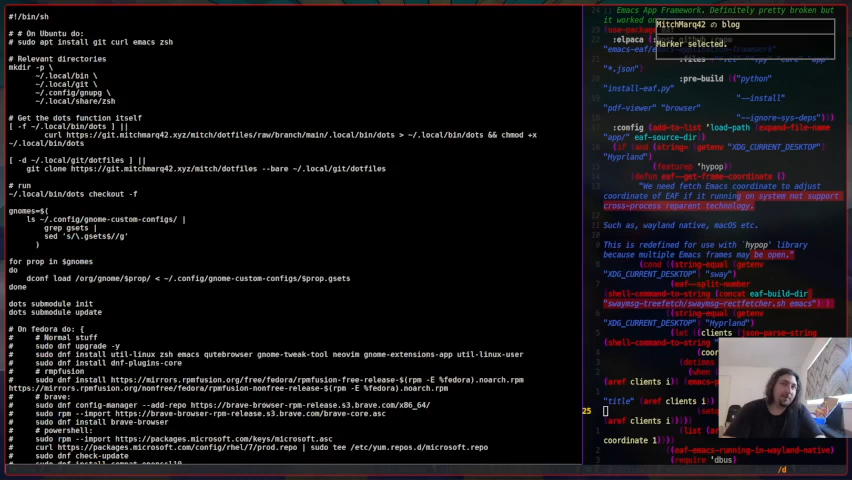 #!/bin/sh
# # On Ubuntu do:
# sudo apt install git curl emacs zsh
# Relevant directories
mkdir -p \
~/.local/bin \
~/.local/git \
~/.config/gnupg \
~/.local/share/zsh
# Get the dots function itself
[ -f ~/.local/bin/dots ] ||
curl https://git.mitchmarq42.xyz/mitch/dotfiles/raw/branch/main/.local/bin/dots > ~/.local/bin/dots && chmod +x
~/.local/bin/dots
[ -d ~/.local/git/dotfiles ] ||
git clone https://git.mitchmarq42.xyz/mitch/dotfiles --bare ~/.local/git/dotfiles
# run
~/.local/bin/dots checkout -f
gnomes=$(
ls ~/.config/gnome-custom-configs/ |
grep gsets |
sed 's/\.gsets$//g'
)
for prop in $gnomes
do
dconf load /org/gnome/$prop/ < ~/.config/gnome-custom-configs/$prop.gsets
done
dots submodule init
dots submodule update
# On fedora do: {
# # Normal stuff
# sudo dnf upgrade -y
# sudo dnf install util-linux zsh emacs qutebrowser gnome-tweak-tool neovim gnome-extensions-app util-linux-user
# sudo dnf install dnf-plugins-core
# # rmpfusion
# sudo dnf install https://mirrors.rpmfusion.org/free/fedora/rpmfusion-free-release-$(rpm -E %fedora).noarch.rpm
https://mirrors.rpmfusion.org/nonfree/fedora/rpmfusion-nonfree-release-$(rpm -E %fedora).noarch.rpm
# # brave:
# sudo dnf config-manager --add-repo https://brave-browser-rpm-release.s3.brave.com/x86_64/
# sudo rpm --import https://brave-browser-rpm-release.s3.brave.com/brave-core.asc
# sudo dnf install brave-browser
# # powershell:
# sudo rpm --import https://packages.microsoft.com/keys/microsoft.asc
# curl https://packages.microsoft.com/config/rhel/7/prod.repo | sudo tee /etc/yum.repos.d/microsoft.repo
# sudo dnf check-update
# sudo dnf install compat-openssl10
;; Emacs App Framework. Definitely pretty broken but
it worked on
MitchMarq42 の blog
Marker selected.
:elpaca
"*.json")
:pre-build (("python"
"install-eaf.py"
"--install"
"pdf-viewer" "browser"
"--ignore-sys-deps")))
:config (add-to-list 'load-path (expand-file-name
"app/" eaf-source-dir))
(if (and (string= (getenv
"XDG_CURRENT_DESKTOP")
"Hyprland")
(featurep 'hypop))
(defun eaf--get-frame-coordinate ()
"We need fetch Emacs coordinate to adjust
coordinate of EAF if it running on system not support
cross-process reparent technology.
Such as, wayland native, macOS etc.
This is redefined for use with `hypop' library
because multiple Emacs frames may be open."
(cond ((string-equal (getenv
"XDG_CURRENT_DESKTOP") "sway")
(eaf--split-number
(shell-command-to-string (concat eaf-build-dir
"swaymsg-treefetch/swaymsg-rectfetcher.sh emacs")))
((string-equal (getenv
"XDG_CURRENT_DESKTOP") "Hyprland")
(let ((clients (json-parse-string
(shell-command-to-string
(coor
(dotimes
(when
(aref clients i)) (emacs-p
"title" (aref clients i))
25
(aref clients i))))
(list
coordinate 1))))
((eaf-emacs-running-in-wayland-native)
(require 'dbus)
/d